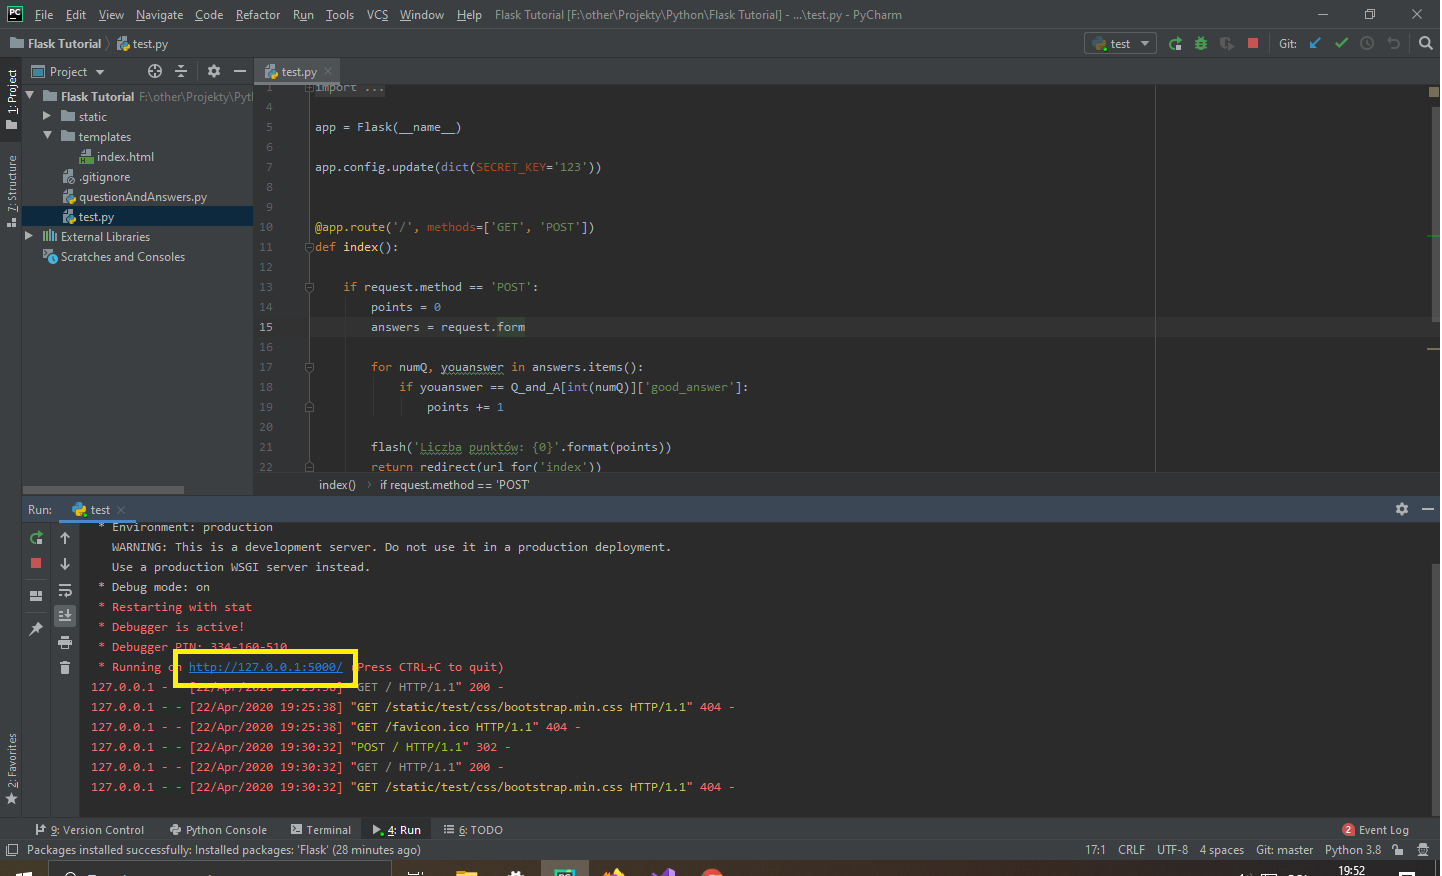 PC File Edit View Navigate Code Refactor Run Tools VCS Window Help Flask Tutorial [F:\other\Projekty\Python\Flask Tutorial] - ...\test.py - PyCharm
Flask Tutorial test.py test Git:
Project test.py
1: Project
7: Structure
2: Favorites
Flask Tutorial F:\other\Projekty\Pyt
static
templates
index.html
.gitignore
questionAndAnswers.py
test.py
External Libraries
Scratches and Consoles
1 import ...
4
5 app = Flask(__name__)
6
7 app.config.update(dict(SECRET_KEY='123'))
8
9
10 @app.route('/', methods=['GET', 'POST'])
11 def index():
12
13 if request.method == 'POST':
14 points = 0
15 answers = request.form
16
17 for numQ, youanswer in answers.items():
18 if youanswer == Q_and_A[int(numQ)]['good_answer']:
19 points += 1
20
21 flash('Liczba punktów: {0}'.format(points))
22 return redirect(url_for('index'))
index() if request.method == 'POST'
Run: test
* Environment: production
WARNING: This is a development server. Do not use it in a production deployment.
Use a production WSGI server instead.
* Debug mode: on
* Restarting with stat
* Debugger is active!
* Debugger PIN: 334-160-510
* Running on http://127.0.0.1:5000/ (Press CTRL+C to quit)
127.0.0.1 - - [22/Apr/2020 19:25:38] "GET / HTTP/1.1" 200 -
127.0.0.1 - - [22/Apr/2020 19:25:38] "GET /static/test/css/bootstrap.min.css HTTP/1.1" 404 -
127.0.0.1 - - [22/Apr/2020 19:25:38] "GET /favicon.ico HTTP/1.1" 404 -
127.0.0.1 - - [22/Apr/2020 19:30:32] "POST / HTTP/1.1" 302 -
127.0.0.1 - - [22/Apr/2020 19:30:32] "GET / HTTP/1.1" 200 -
127.0.0.1 - - [22/Apr/2020 19:30:32] "GET /static/test/css/bootstrap.min.css HTTP/1.1" 404 -
9: Version Control Python Console Terminal 4: Run 6: TODO 2 Event Log
Packages installed successfully: Installed packages: 'Flask' (28 minutes ago) 17:1 CRLF UTF-8 4 spaces Git: master Python 3.8
19:52